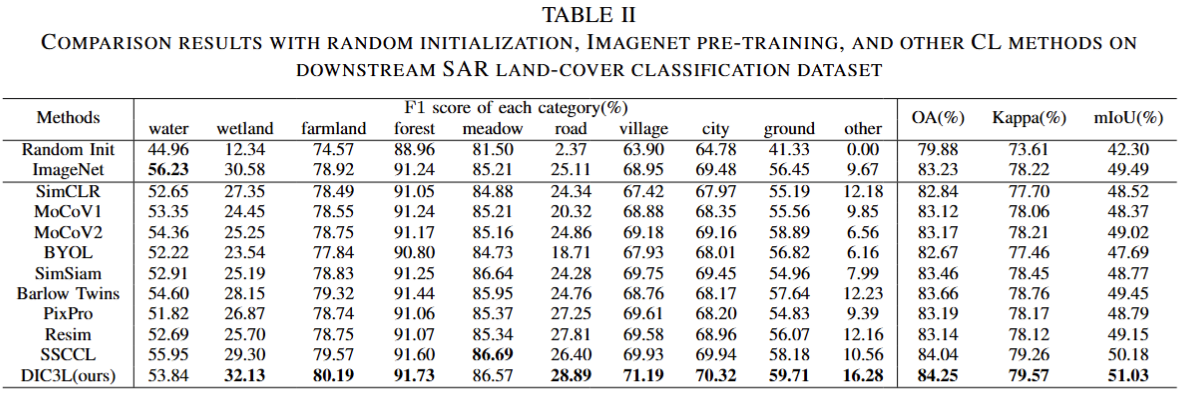 TABLE II
COMPARISON RESULTS WITH RANDOM INITIALIZATION, IMAGENET PRE-TRAINING, AND OTHER CL METHODS ON
DOWNSTREAM SAR LAND-COVER CLASSIFICATION DATASET
Methods F1 score of each category(%) OA(%) Kappa(%) mIoU(%)
water wetland farmland forest meadow road village city ground other
Random Init 44.96 12.34 74.57 88.96 81.50 2.37 63.90 64.78 41.33 0.00 79.88 73.61 42.30
ImageNet 56.23 30.58 78.92 91.24 85.21 25.11 68.95 69.48 56.45 9.67 83.23 78.22 49.49
SimCLR 52.65 27.35 78.49 91.05 84.88 24.34 67.42 67.97 55.19 12.18 82.84 77.70 48.52
MoCoV1 53.35 24.45 78.55 91.24 85.21 20.32 68.88 68.35 55.56 9.85 83.12 78.06 48.37
MoCoV2 54.36 25.25 78.75 91.17 85.16 24.86 69.18 69.16 58.89 6.56 83.17 78.21 49.02
BYOL 52.22 23.54 77.84 90.80 84.73 18.71 67.93 68.01 56.82 6.16 82.67 77.46 47.69
SimSiam 52.91 25.19 78.83 91.25 86.64 24.28 69.75 69.45 54.96 7.99 83.46 78.45 48.77
Barlow Twins 54.60 28.15 79.32 91.44 85.95 24.76 68.76 68.17 57.64 12.23 83.66 78.76 49.45
PixPro 51.82 26.87 78.74 91.06 85.37 27.25 69.61 68.20 54.83 9.39 83.19 78.17 48.79
Resim 52.69 25.70 78.75 91.07 85.34 27.81 69.58 68.96 56.07 12.16 83.14 78.12 49.15
SSCCL 55.95 29.30 79.57 91.60 86.69 26.40 69.93 69.94 58.18 10.56 84.04 79.26 50.18
DIC3L(ours) 53.84 32.13 80.19 91.73 86.57 28.89 71.19 70.32 59.71 16.28 84.25 79.57 51.03